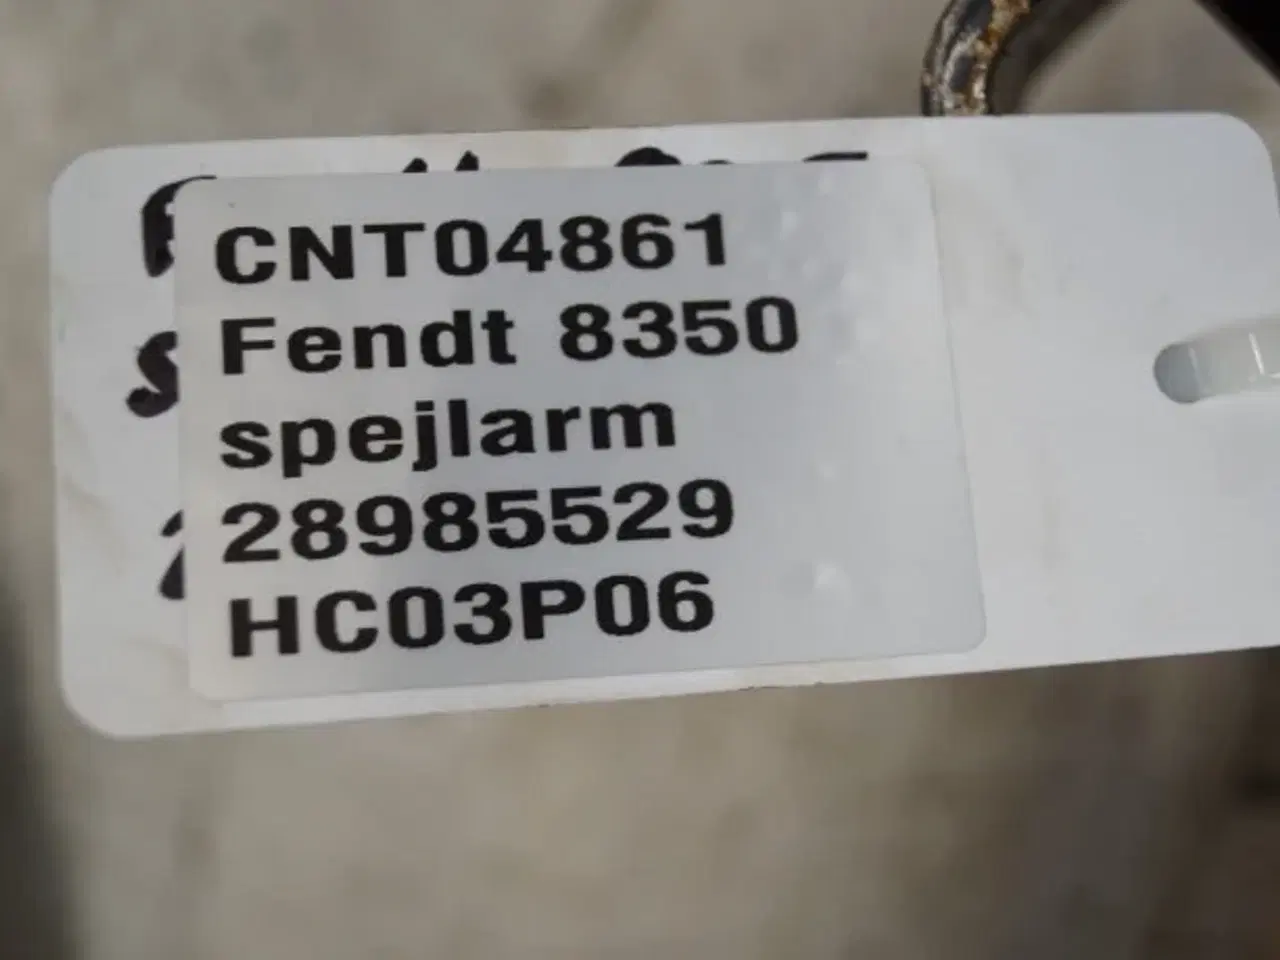 CNT04861
Fendt 8350
spejlarm
28985529
HC03P06